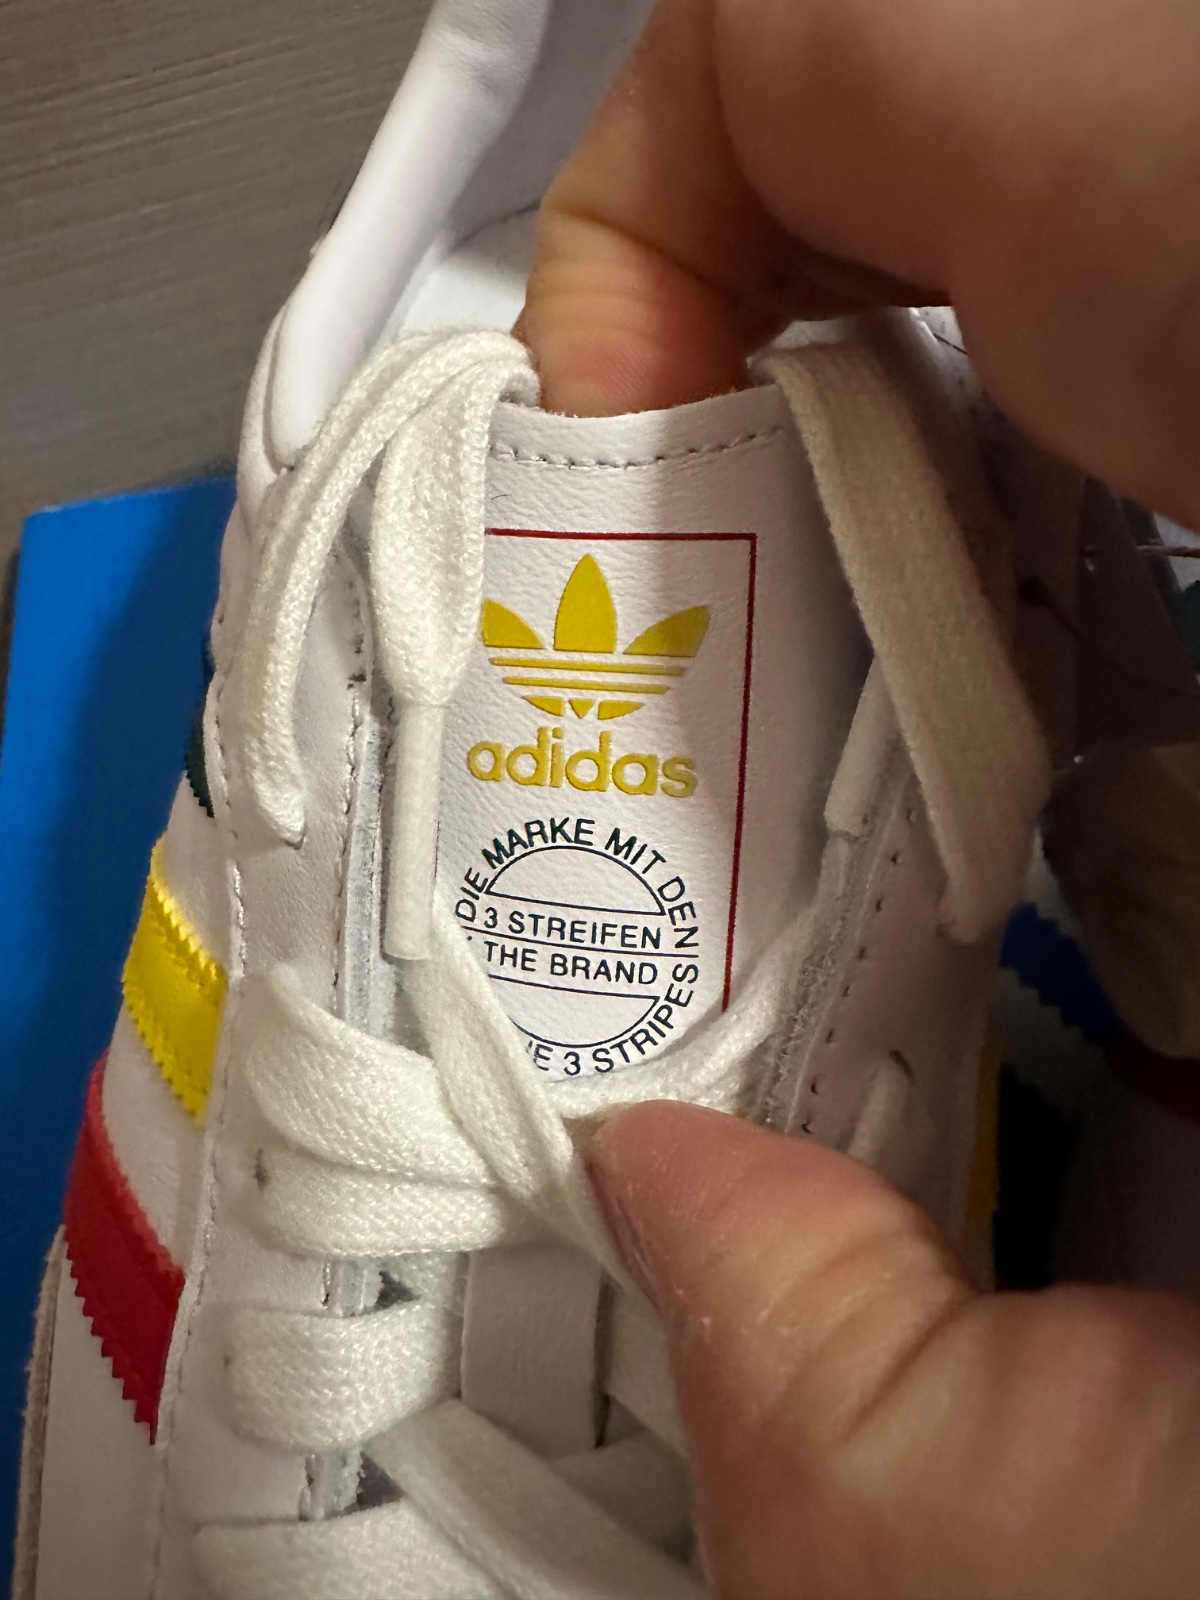 adidas
DIE MARKE MIT DEN
3 STREIFEN
THE BRAND
3 STRIPES